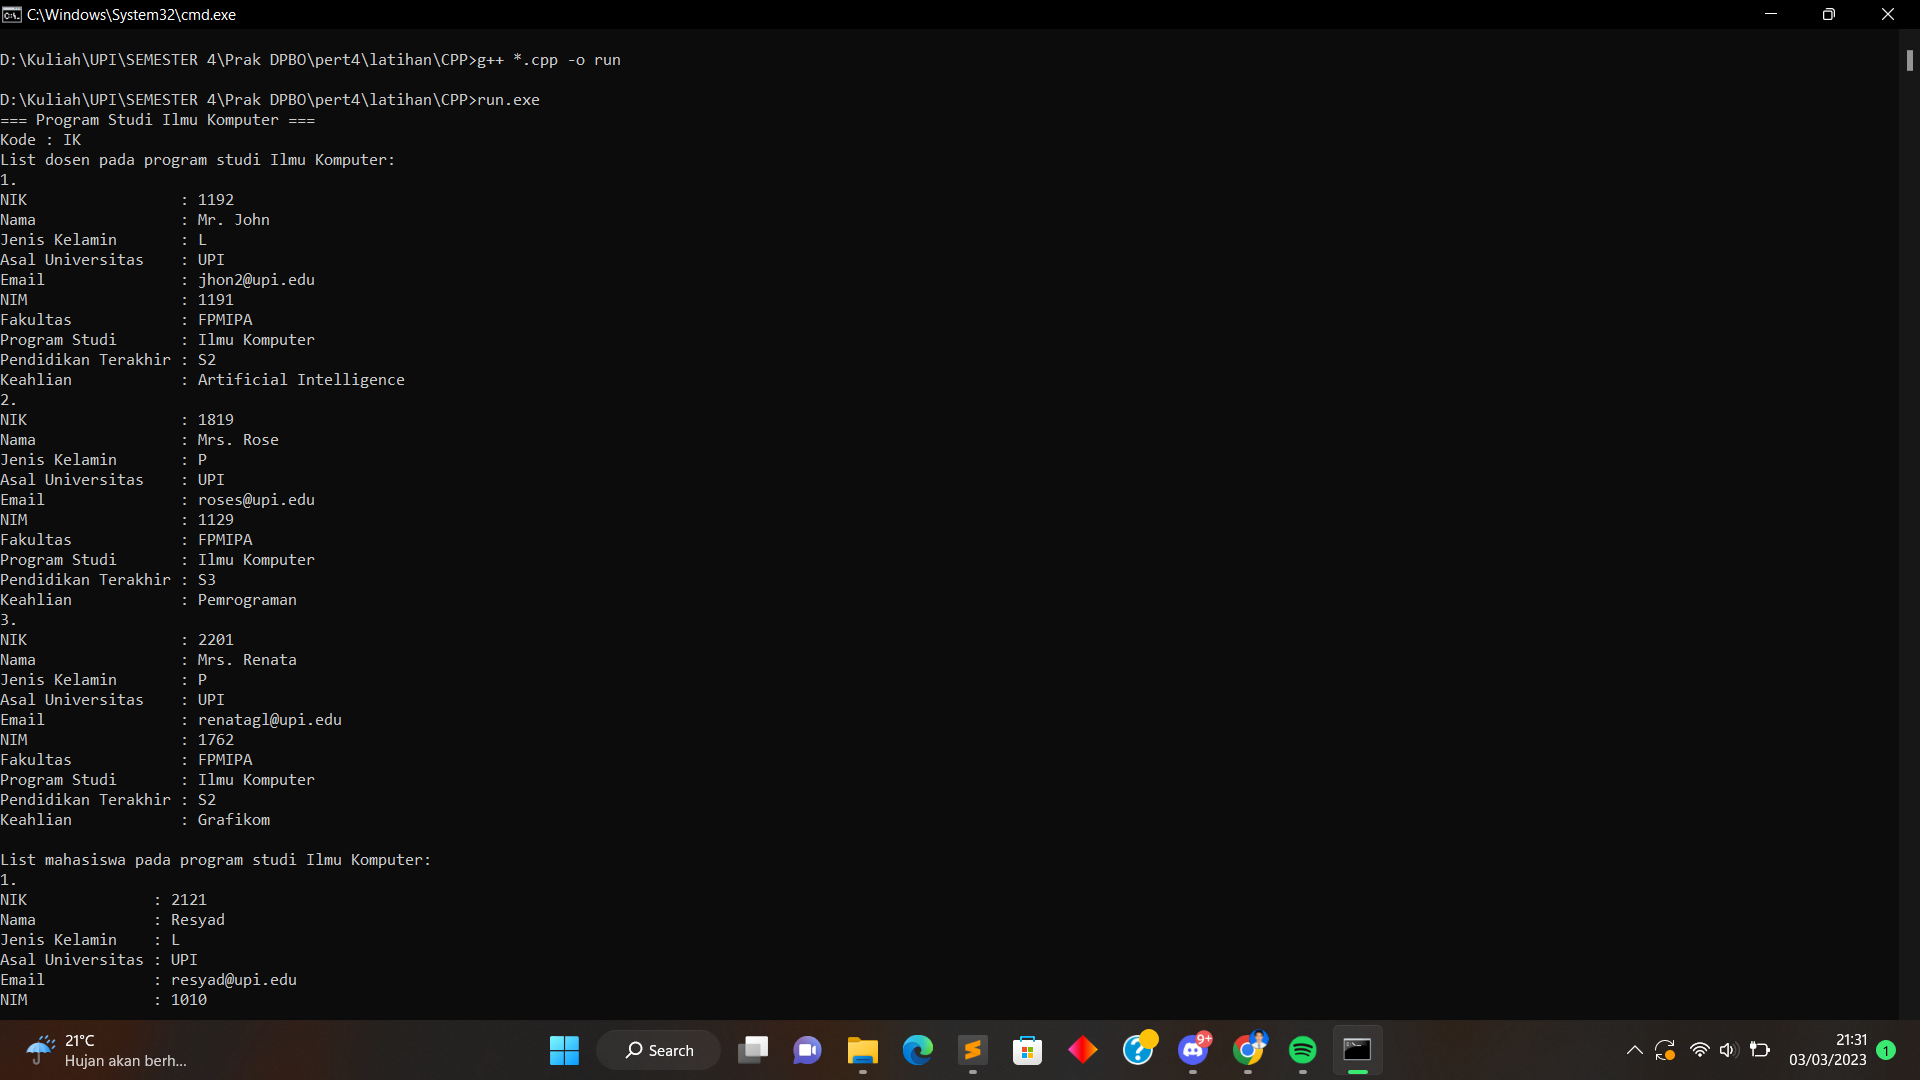 C:\Windows\System32\cmd.exe
D:\Kuliah\UPI\SEMESTER 4\Prak DPBO\pert4\latihan\CPP>g++ *.cpp -o run
D:\Kuliah\UPI\SEMESTER 4\Prak DPBO\pert4\latihan\CPP>run.exe
=== Program Studi Ilmu Komputer ===
Kode : IK
List dosen pada program studi Ilmu Komputer:
1.
NIK : 1192
Nama : Mr. John
Jenis Kelamin : L
Asal Universitas : UPI
Email : jhon2@upi.edu
NIM : 1191
Fakultas : FPMIPA
Program Studi : Ilmu Komputer
Pendidikan Terakhir : S2
Keahlian : Artificial Intelligence
2.
NIK : 1819
Nama : Mrs. Rose
Jenis Kelamin : P
Asal Universitas : UPI
Email : roses@upi.edu
NIM : 1129
Fakultas : FPMIPA
Program Studi : Ilmu Komputer
Pendidikan Terakhir : S3
Keahlian : Pemrograman
3.
NIK : 2201
Nama : Mrs. Renata
Jenis Kelamin : P
Asal Universitas : UPI
Email : renatagl@upi.edu
NIM : 1762
Fakultas : FPMIPA
Program Studi : Ilmu Komputer
Pendidikan Terakhir : S2
Keahlian : Grafikom
List mahasiswa pada program studi Ilmu Komputer:
1.
NIK : 2121
Nama : Resyad
Jenis Kelamin : L
Asal Universitas : UPI
Email : resyad@upi.edu
NIM : 1010
21°C
Hujan akan berh...
Search
9+
21:31
03/03/2023
1